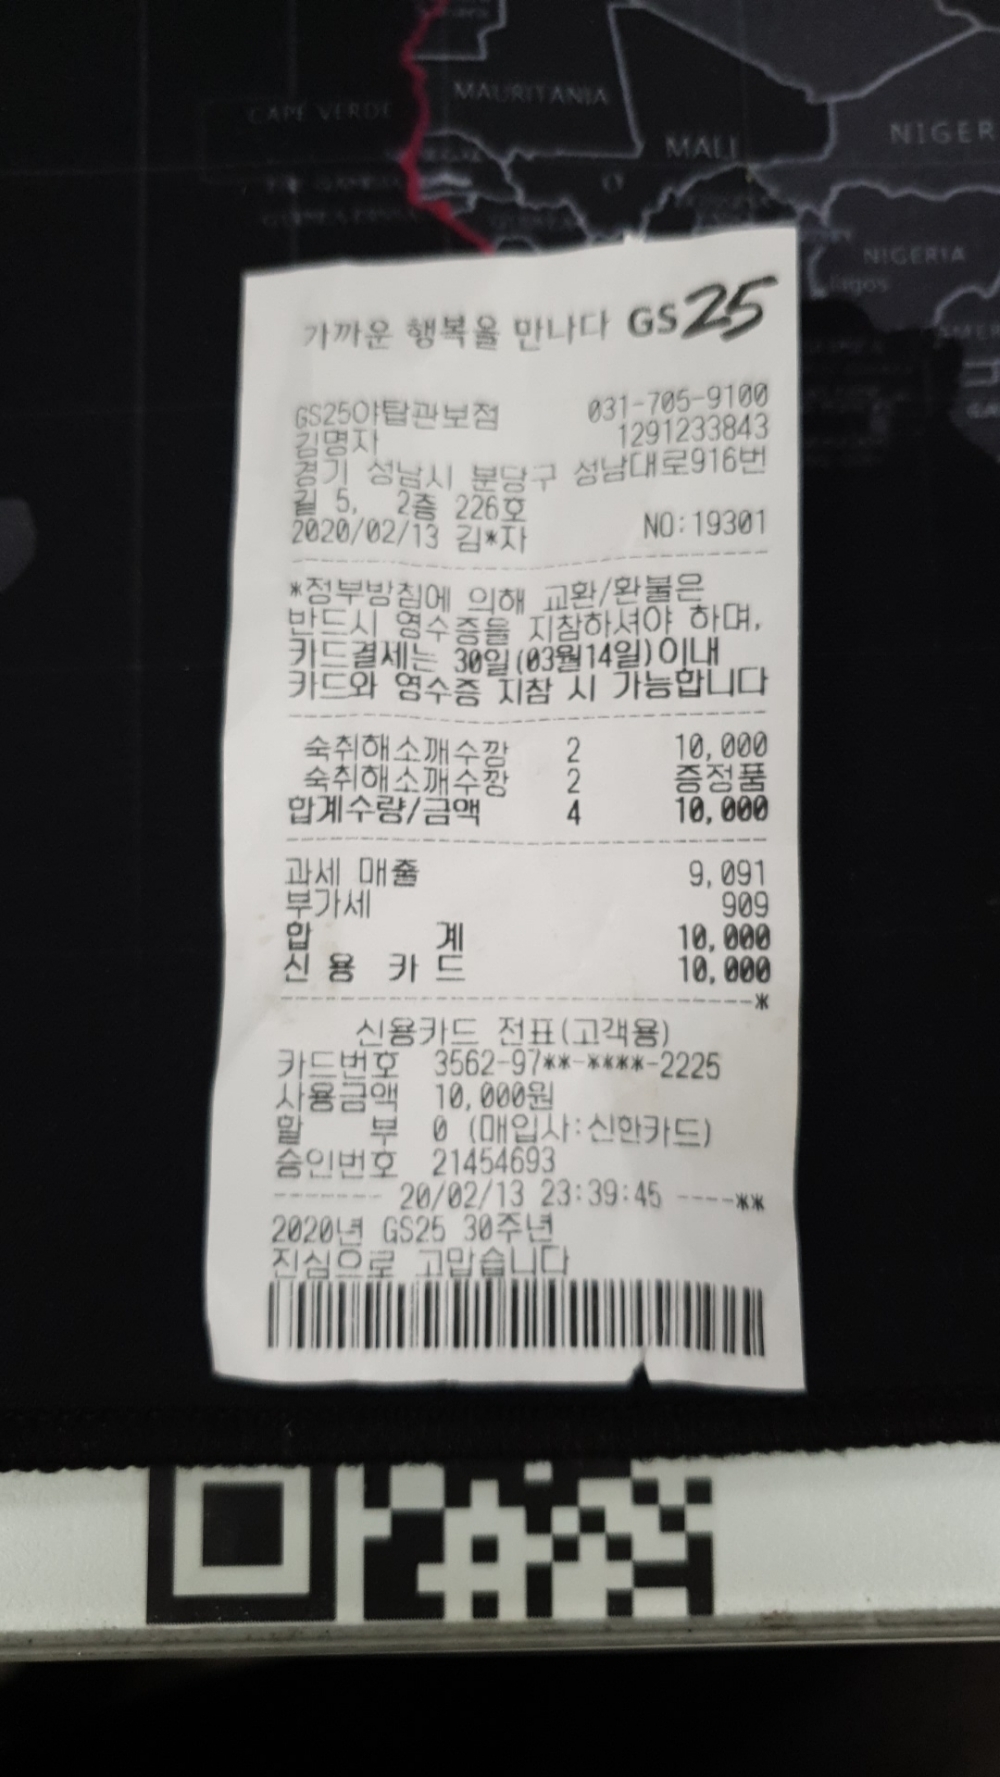 CAPE VERDE
MAURITANIA
MALI
NIGER
NIGERIA
lagos
가까운 행복을 만나다 GS25
GS25야탑관보점 031-705-9100
김명자 1291233843
경기 성남시 분당구 성남대로916번
길 5, 2층 226호
2020/02/13 김*자 NO:19301
*정부방침에 의해 교환/환불은
반드시 영수증을 지참하셔야 하며,
카드결제는 30일(03월14일)이내
카드와 영수증 지참 시 가능합니다
숙취해소깨수깡 2 10,000
숙취해소깨수깡 2 증정품
합계수량/금액 4 10,000
과세 매출 9,091
부가세 909
합 계 10,000
신 용 카 드 10,000
*
신용카드 전표(고객용)
카드번호 3562-97**-****-2225
사용금액 10,000원
할 부 0 (매입사:신한카드)
승인번호 21454693
------- 20/02/13 23:39:45 ----**
2020년 GS25 30주년
진심으로 고맙습니다